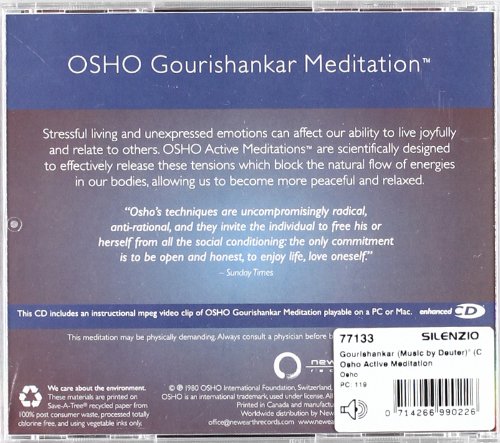 OSHO Gourishankar Meditation™
Stressful living and unexpressed emotions can affect our ability to live joyfully
and relate to others. OSHO Active Meditations™ are scientifically designed
to effectively release these tensions which block the natural flow of energies
in our bodies, allowing us to become more peaceful and relaxed.
“Osho's techniques are uncompromisingly radical,
anti-rational, and they invite the individual to free his or
herself from all the social conditioning: the only commitment
is to be open and honest, to enjoy life, love oneself.”
– Sunday Times
This CD includes an instructional mpeg video clip of OSHO Gourishankar Meditation playable on a PC or Mac. enhanced CD
This meditation may be physically demanding. Always consult a physician before
77133 SILENZIO
Gourishankar (Music by Deuter)* (C
Osho Active Meditation
Osho
PC: 119
0 714266 990226
We care about the environment.
These materials are printed on
Save-A-Tree® recycled paper from
100% post consumer waste, processed totally
chlorine free, and using vegetable inks only.
© ℗ 1980 OSHO International Foundation, Switzerland,
OSHO is an international trademark, used under license. All
Printed in Canada and manufact
Worldwide distribution by New
office@newearthrecords.com • www.newea